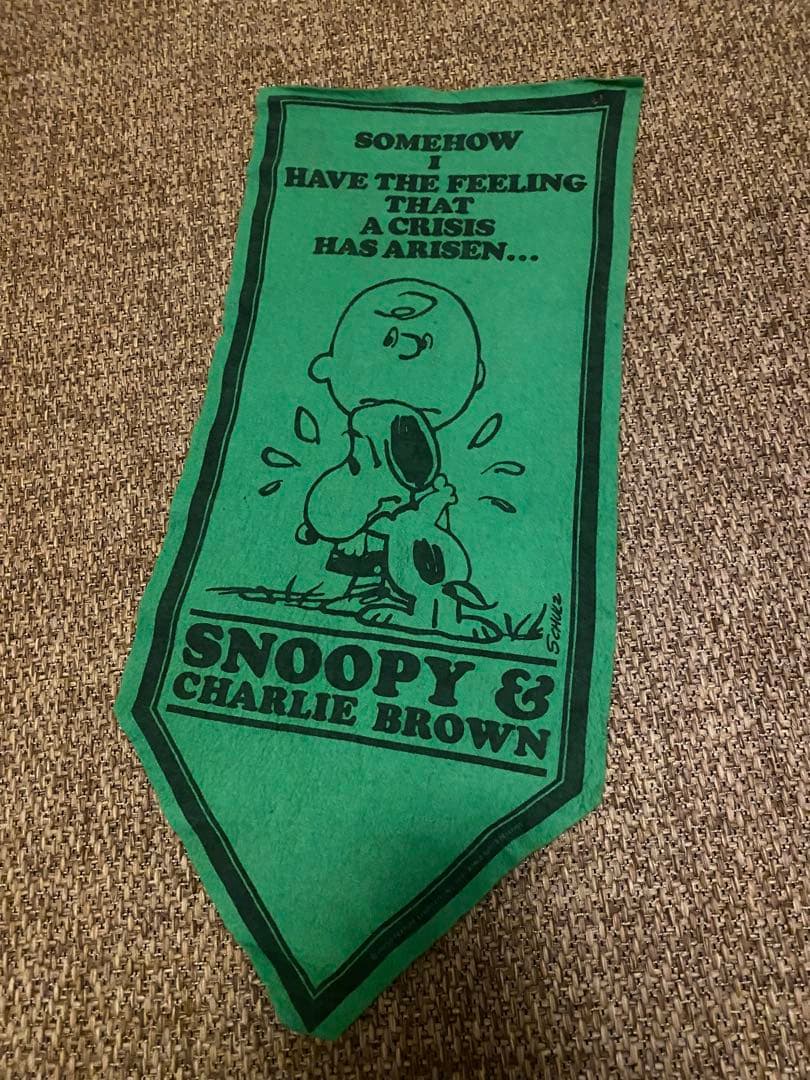 SOMEHOW
I
HAVE THE FEELING
THAT
A CRISIS
HAS ARISEN...
SCHULZ
SNOOPY &
CHARLIE BROWN